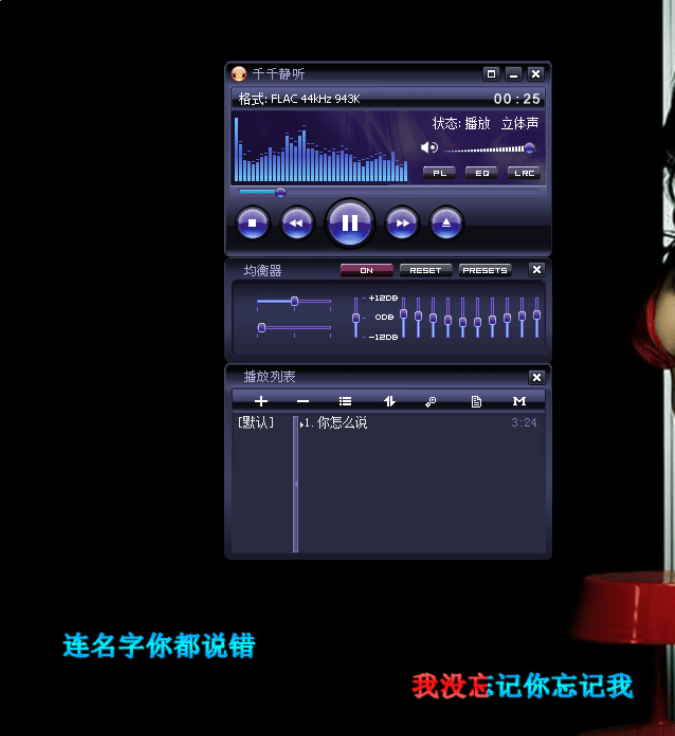 千千静听
格式: FLAC 44kHz 943K 00:25
状态: 播放 立体声
PL EQ LRC
均衡器 ON RESET PRESETS
+12DB
0DB
-12DB
播放列表
[默认] 1.你怎么说 3:24
连名字你都说错
我没忘记你忘记我